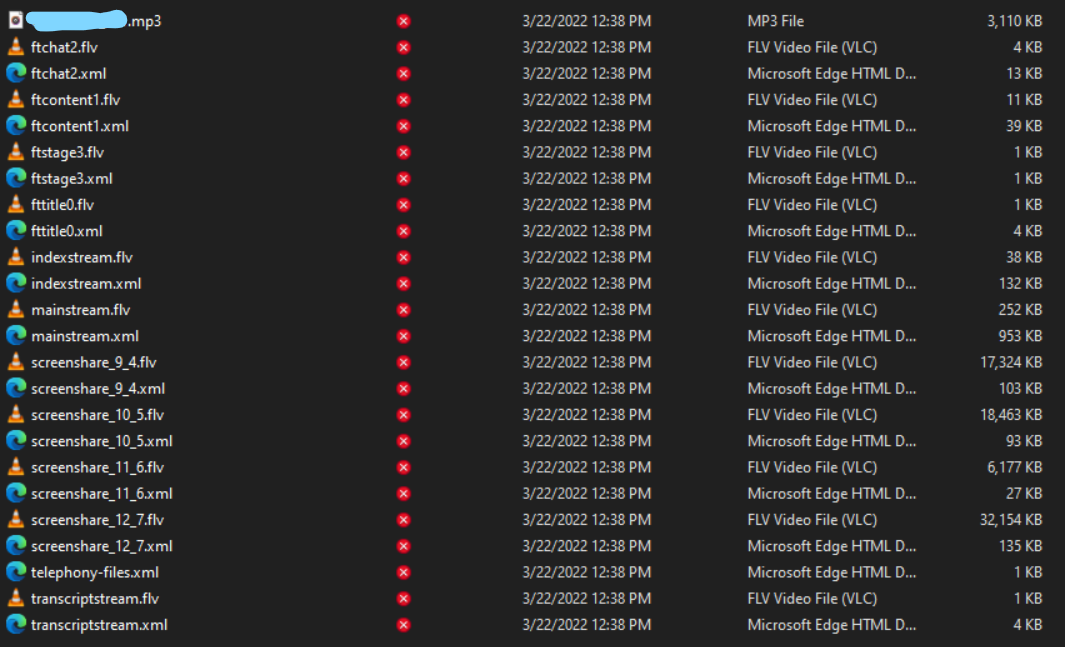 .mp3 3/22/2022 12:38 PM MP3 File 3,110 KB
ftchat2.flv 3/22/2022 12:38 PM FLV Video File (VLC) 4 KB
ftchat2.xml 3/22/2022 12:38 PM Microsoft Edge HTML D... 13 KB
ftcontent1.flv 3/22/2022 12:38 PM FLV Video File (VLC) 11 KB
ftcontent1.xml 3/22/2022 12:38 PM Microsoft Edge HTML D... 39 KB
ftstage3.flv 3/22/2022 12:38 PM FLV Video File (VLC) 1 KB
ftstage3.xml 3/22/2022 12:38 PM Microsoft Edge HTML D... 1 KB
fttitle0.flv 3/22/2022 12:38 PM FLV Video File (VLC) 1 KB
fttitle0.xml 3/22/2022 12:38 PM Microsoft Edge HTML D... 4 KB
indexstream.flv 3/22/2022 12:38 PM FLV Video File (VLC) 38 KB
indexstream.xml 3/22/2022 12:38 PM Microsoft Edge HTML D... 132 KB
mainstream.flv 3/22/2022 12:38 PM FLV Video File (VLC) 252 KB
mainstream.xml 3/22/2022 12:38 PM Microsoft Edge HTML D... 953 KB
screenshare_9_4.flv 3/22/2022 12:38 PM FLV Video File (VLC) 17,324 KB
screenshare_9_4.xml 3/22/2022 12:38 PM Microsoft Edge HTML D... 103 KB
screenshare_10_5.flv 3/22/2022 12:38 PM FLV Video File (VLC) 18,463 KB
screenshare_10_5.xml 3/22/2022 12:38 PM Microsoft Edge HTML D... 93 KB
screenshare_11_6.flv 3/22/2022 12:38 PM FLV Video File (VLC) 6,177 KB
screenshare_11_6.xml 3/22/2022 12:38 PM Microsoft Edge HTML D... 27 KB
screenshare_12_7.flv 3/22/2022 12:38 PM FLV Video File (VLC) 32,154 KB
screenshare_12_7.xml 3/22/2022 12:38 PM Microsoft Edge HTML D... 135 KB
telephony-files.xml 3/22/2022 12:38 PM Microsoft Edge HTML D... 1 KB
transcriptstream.flv 3/22/2022 12:38 PM FLV Video File (VLC) 1 KB
transcriptstream.xml 3/22/2022 12:38 PM Microsoft Edge HTML D... 4 KB